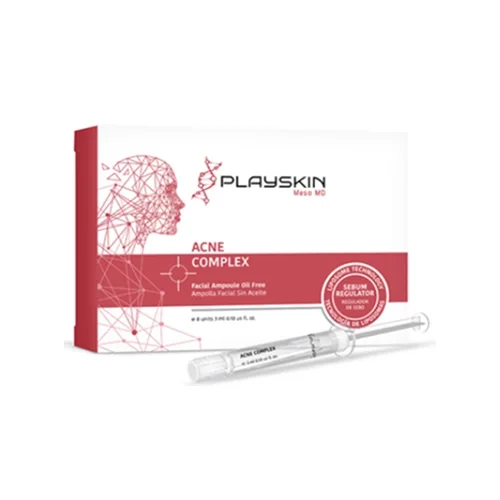 PLAYSKIN
Meso MD
ACNE
COMPLEX
Facial Ampoule Oil Free
Ampolla Facial Sin Aceite
LIPOSOME TECHNOLOGY
SEBUM
REGULATOR
REGULADOR
DE SEBO
TECNOLOGÍA DE LIPOSOMAS
ACNE COMPLEX